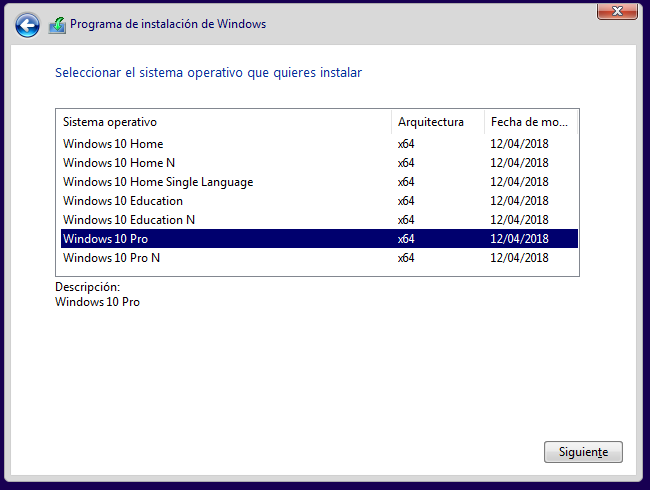 Programa de instalación de Windows
Seleccionar el sistema operativo que quieres instalar
Sistema operativo Arquitectura Fecha de mo...
Windows 10 Home x64 12/04/2018
Windows 10 Home N x64 12/04/2018
Windows 10 Home Single Language x64 12/04/2018
Windows 10 Education x64 12/04/2018
Windows 10 Education N x64 12/04/2018
Windows 10 Pro x64 12/04/2018
Windows 10 Pro N x64 12/04/2018
Descripción:
Windows 10 Pro
Siguiente